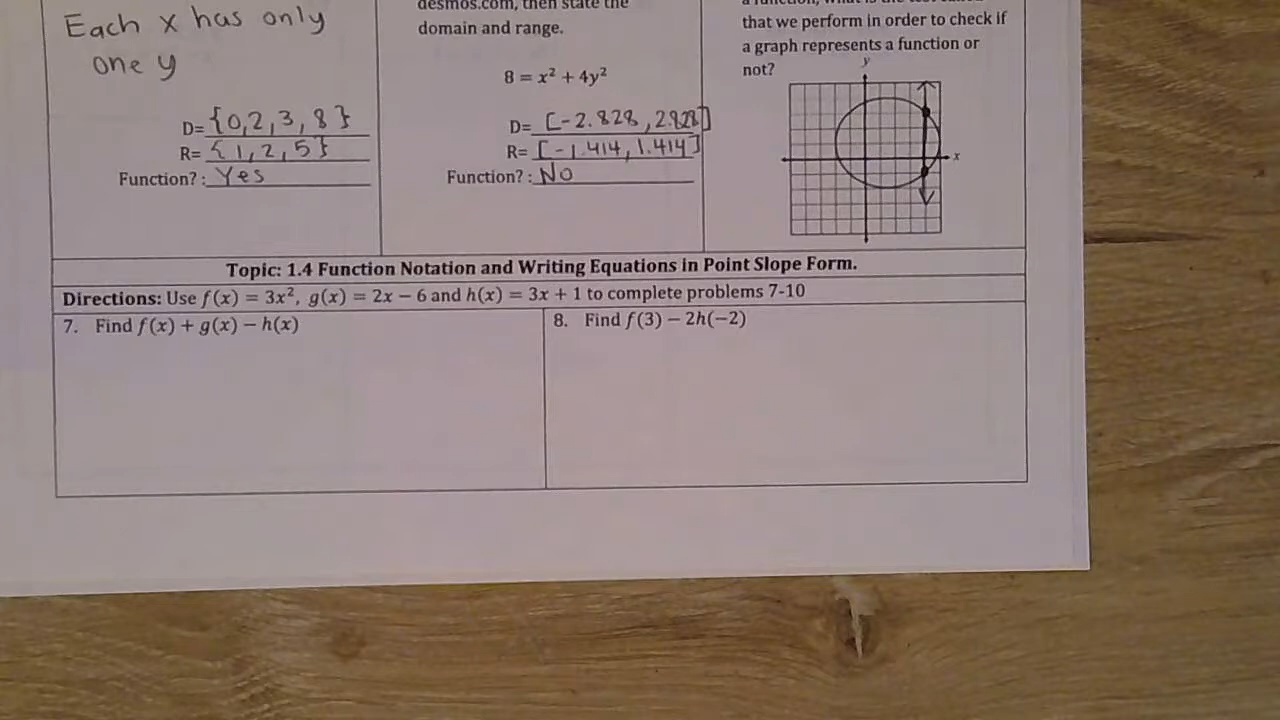 Each x has only
one y
D= {0,2,3,8}
R= {1,2,5}
Function? : Yes
desmos.com, then state the
domain and range.
8 = x² + 4y²
D= [-2.828,2.828]
R= [-1.414,1.414]
Function? : No
that we perform in order to check if
a graph represents a function or
not?
y
x
Topic: 1.4 Function Notation and Writing Equations in Point Slope Form.
Directions: Use f(x) = 3x², g(x) = 2x − 6 and h(x) = 3x + 1 to complete problems 7-10
7. Find f(x) + g(x) − h(x)
8. Find f(3) − 2h(−2)